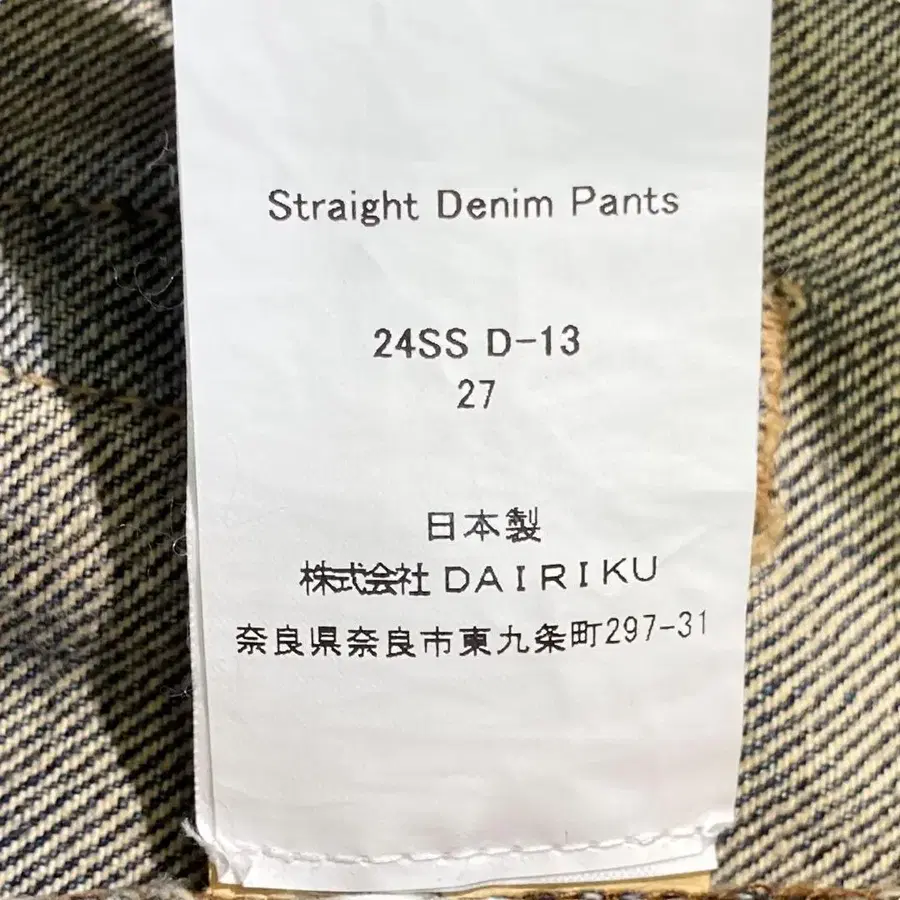 Straight Denim Pants
24SS D-13
27
日本製
株式会社 DAIRIKU
奈良県奈良市東九条町297-31